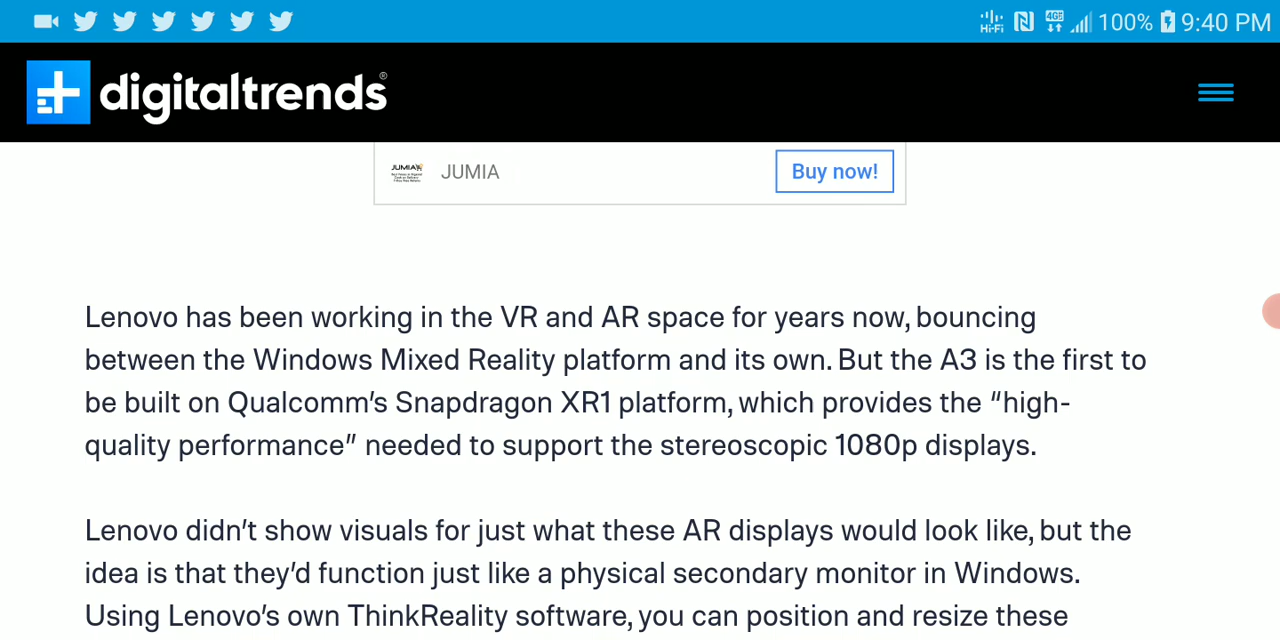 Hi-Fi 4GE 100% 9:40 PM
digitaltrends®
JUMIA JUMIA Buy now!
Lenovo has been working in the VR and AR space for years now, bouncing
between the Windows Mixed Reality platform and its own. But the A3 is the first to
be built on Qualcomm’s Snapdragon XR1 platform, which provides the “high-
quality performance” needed to support the stereoscopic 1080p displays.
Lenovo didn’t show visuals for just what these AR displays would look like, but the
idea is that they’d function just like a physical secondary monitor in Windows.
Using Lenovo’s own ThinkReality software, you can position and resize these